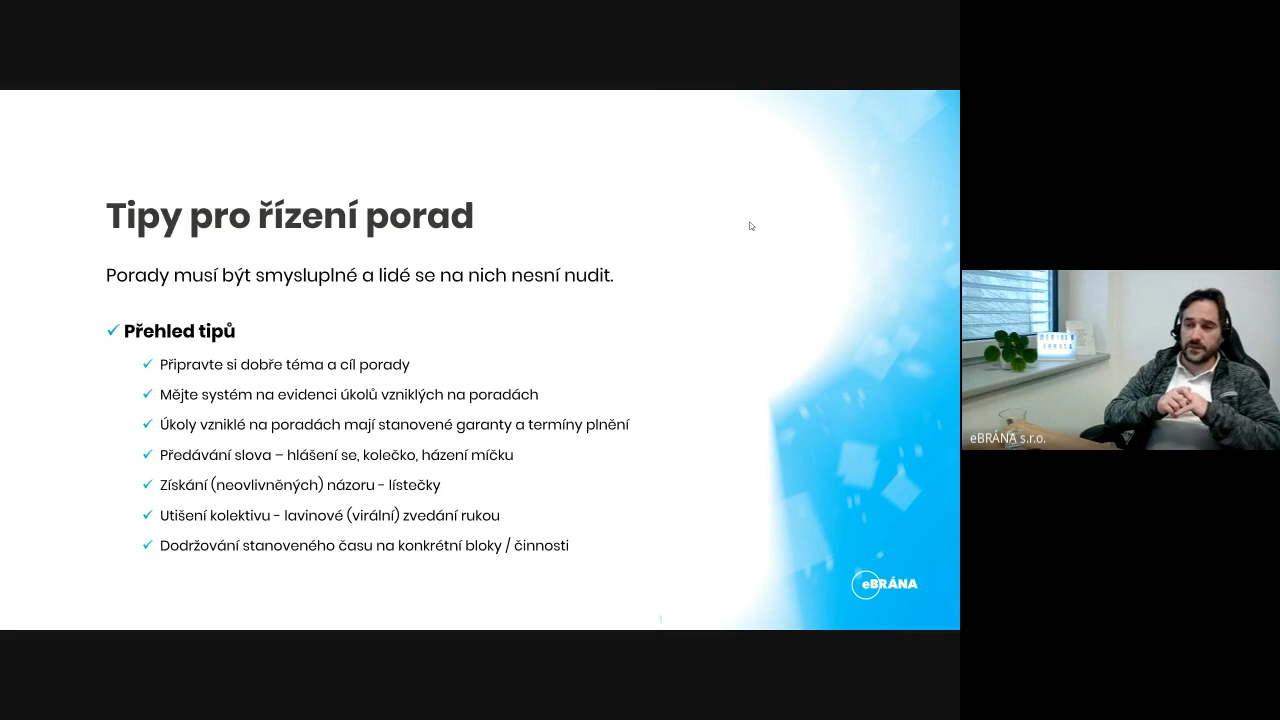 Tipy pro řízení porad
Porady musí být smysluplné a lidé se na nich nesní nudit.
Přehled tipů
Připravte si dobře téma a cíl porady
Mějte systém na evidenci úkolů vzniklých na poradách
Úkoly vzniklé na poradách mají stanovené garanty a termíny plnění
Předávání slova – hlášení se, kolečko, házení míčku
Získání (neovlivněných) názoru - lístečky
Utišení kolektivu - lavinové (virální) zvedání rukou
Dodržování stanoveného času na konkrétní bloky / činnosti
eBRÁNA
eBRÁNA s.r.o.